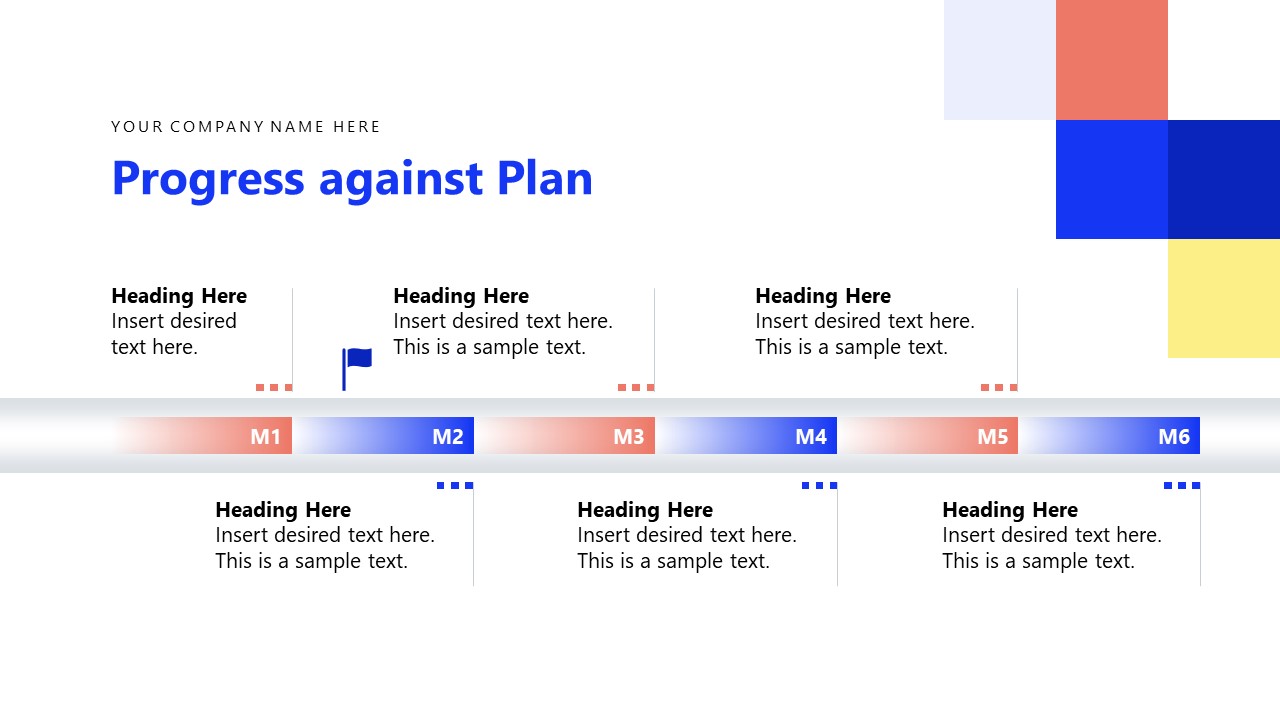 YOUR COMPANY NAME HERE
Progress against Plan
Heading Here
Insert desired
text here.
Heading Here
Insert desired text here.
This is a sample text.
Heading Here
Insert desired text here.
This is a sample text.
M1
M2
M3
M4
M5
M6
Heading Here
Insert desired text here.
This is a sample text.
Heading Here
Insert desired text here.
This is a sample text.
Heading Here
Insert desired text here.
This is a sample text.